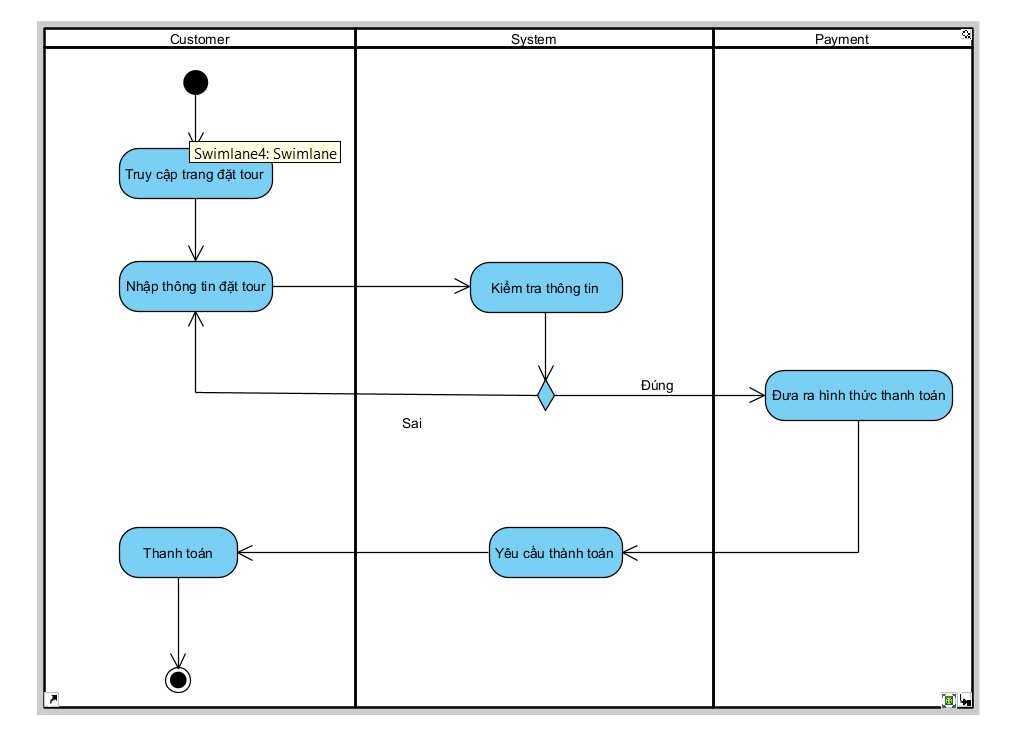 Customer
System
Payment
Swimlane4: Swimlane
Truy cập trang đặt tour
Nhập thông tin đặt tour
Kiểm tra thông tin
Đúng
Đưa ra hình thức thanh toán
Sai
Thanh toán
Yêu cầu thành toán